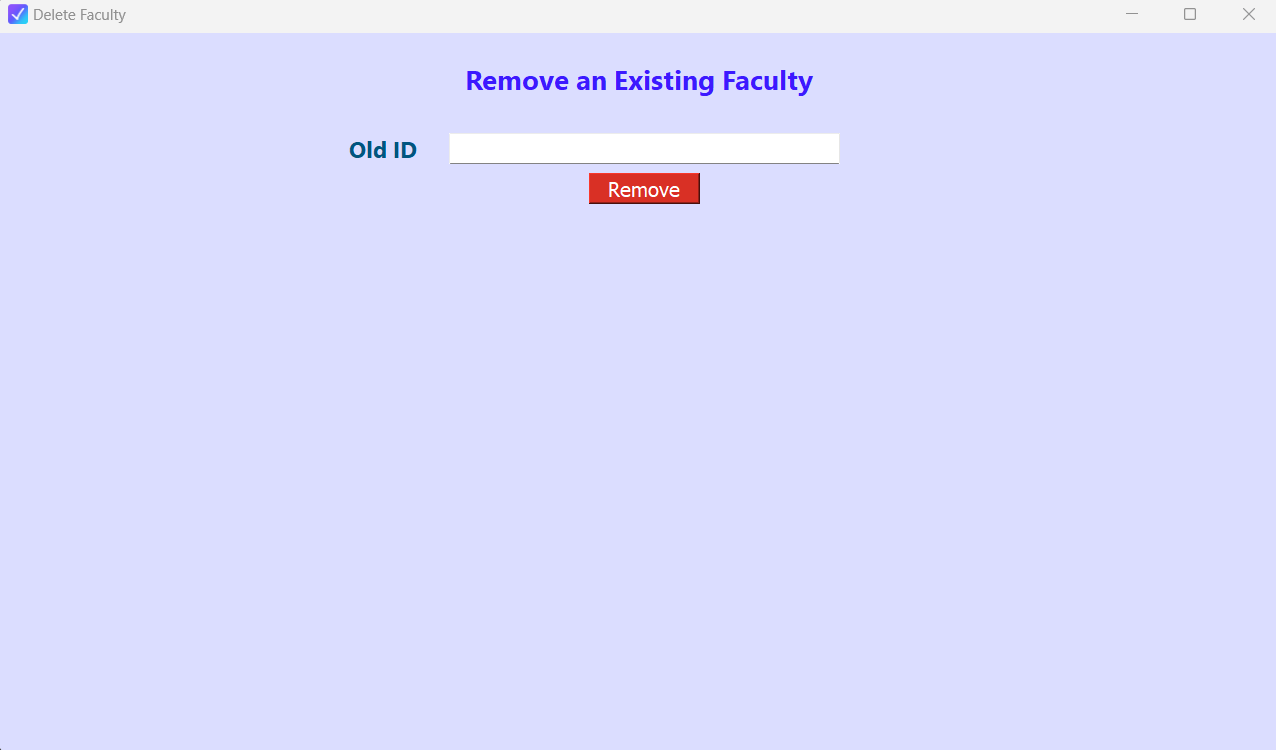 Delete Faculty
Remove an Existing Faculty
Old ID
Remove